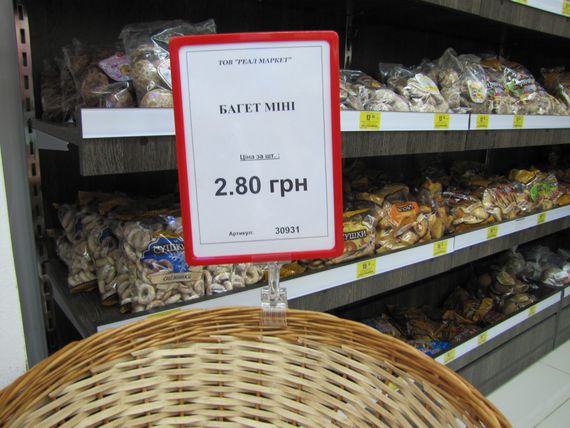 ТОВ "РЕАЛ МАРКЕТ"
БАГЕТ МІНІ
Ціна за шт. :
2.80 грн
Артикул: 30931